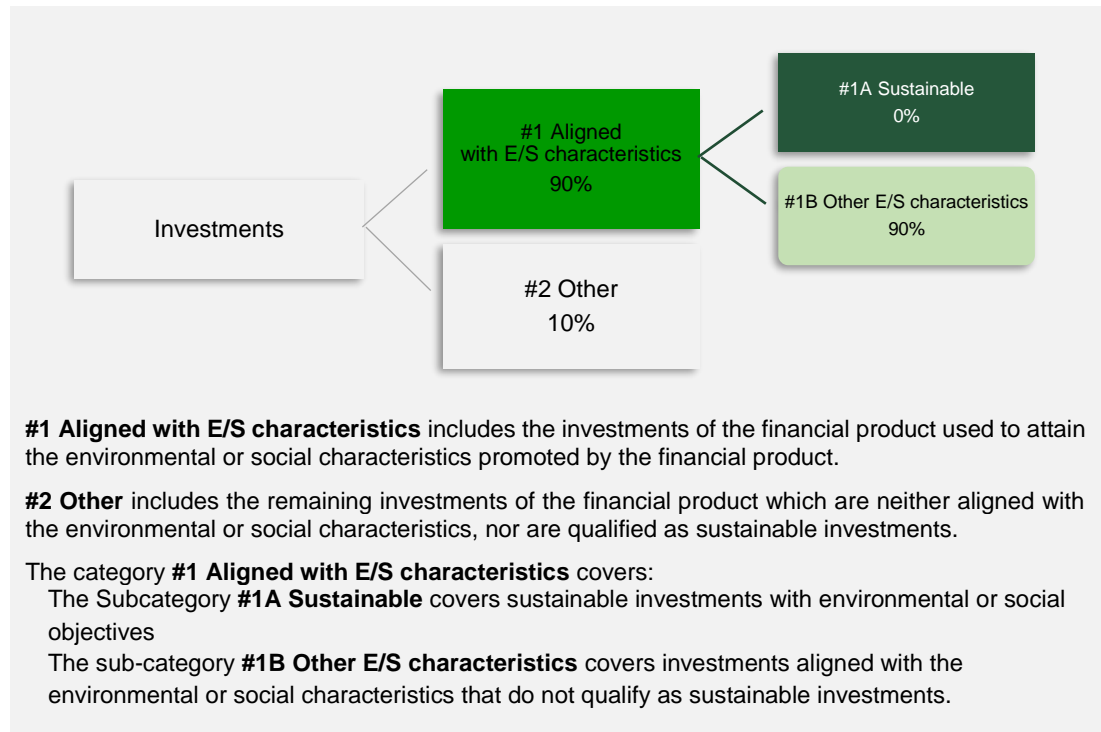 #1A Sustainable
0%
#1 Aligned
with E/S characteristics
90%
#1B Other E/S characteristics
90%
Investments
#2 Other
10%
#1 Aligned with E/S characteristics includes the investments of the financial product used to attain
the environmental or social characteristics promoted by the financial product.
#2 Other includes the remaining investments of the financial product which are neither aligned with
the environmental or social characteristics, nor are qualified as sustainable investments.
The category #1 Aligned with E/S characteristics covers:
The Subcategory #1A Sustainable covers sustainable investments with environmental or social
objectives
The sub-category #1B Other E/S characteristics covers investments aligned with the
environmental or social characteristics that do not qualify as sustainable investments.